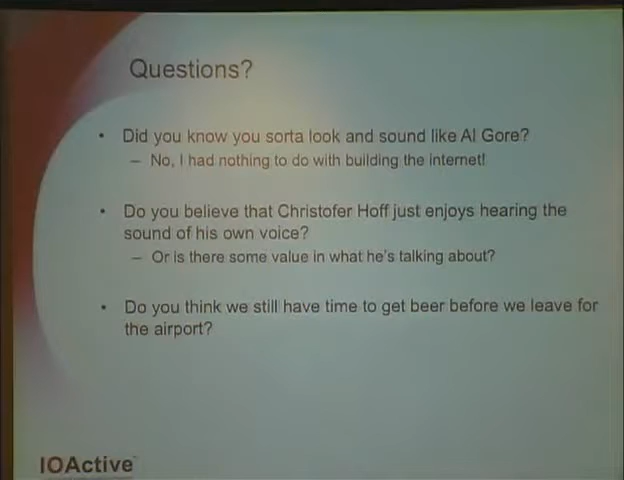 Questions?
• Did you know you sorta look and sound like Al Gore?
– No, I had nothing to do with building the internet!
• Do you believe that Christofer Hoff just enjoys hearing the
sound of his own voice?
– Or is there some value in what he's talking about?
• Do you think we still have time to get beer before we leave for
the airport?
IOActive